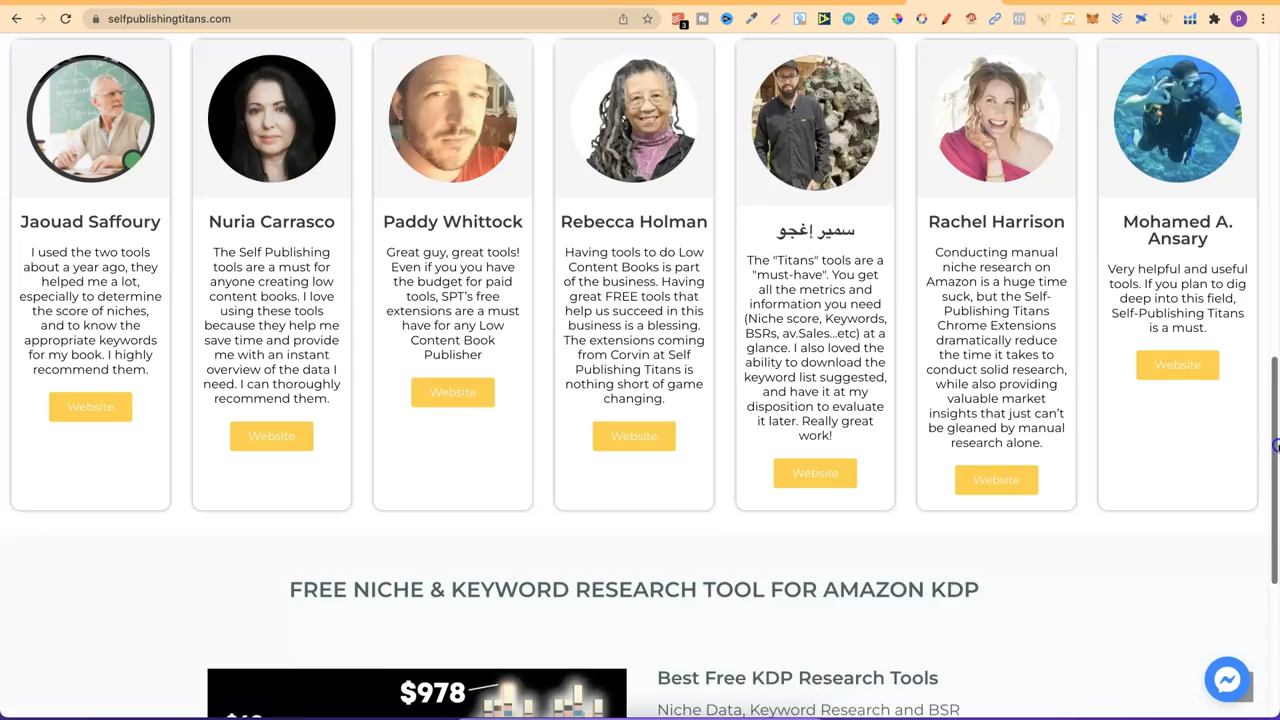 selfpublishingtitans.com
3
p
Jaouad Saffoury
I used the two tools
about a year ago, they
helped me a lot,
especially to determine
the score of niches,
and to know the
appropriate keywords
for my book. I highly
recommend them.
Website
Nuria Carrasco
The Self Publishing
tools are a must for
anyone creating low
content books. I love
using these tools
because they help me
save time and provide
me with an instant
overview of the data I
need. I can thoroughly
recommend them.
Website
Paddy Whittock
Great guy, great tools!
Even if you you have
the budget for paid
tools, SPT's free
extensions are a must
have for any Low
Content Book
Publisher
Website
Rebecca Holman
Having tools to do Low
Content Books is part
of the business. Having
great FREE tools that
help us succeed in this
business is a blessing.
The extensions coming
from Corvin at Self
Publishing Titans is
nothing short of game
changing.
Website
سمير إغجو
The "Titans" tools are a
"must-have". You get
all the metrics and
information you need
(Niche score, Keywords,
BSRs, av.Sales...etc) at a
glance. I also loved the
ability to download the
keyword list suggested,
and have it at my
disposition to evaluate
it later. Really great
work!
Website
Rachel Harrison
Conducting manual
niche research on
Amazon is a huge time
suck, but the Self-
Publishing Titans
Chrome Extensions
dramatically reduce
the time it takes to
conduct solid research,
while also providing
valuable market
insights that just can't
be gleaned by manual
research alone.
Website
Mohamed A.
Ansary
Very helpful and useful
tools. If you plan to dig
deep into this field,
Self-Publishing Titans
is a must.
Website
FREE NICHE & KEYWORD RESEARCH TOOL FOR AMAZON KDP
$978
Best Free KDP Research Tools
Niche Data, Keyword Research and BSR